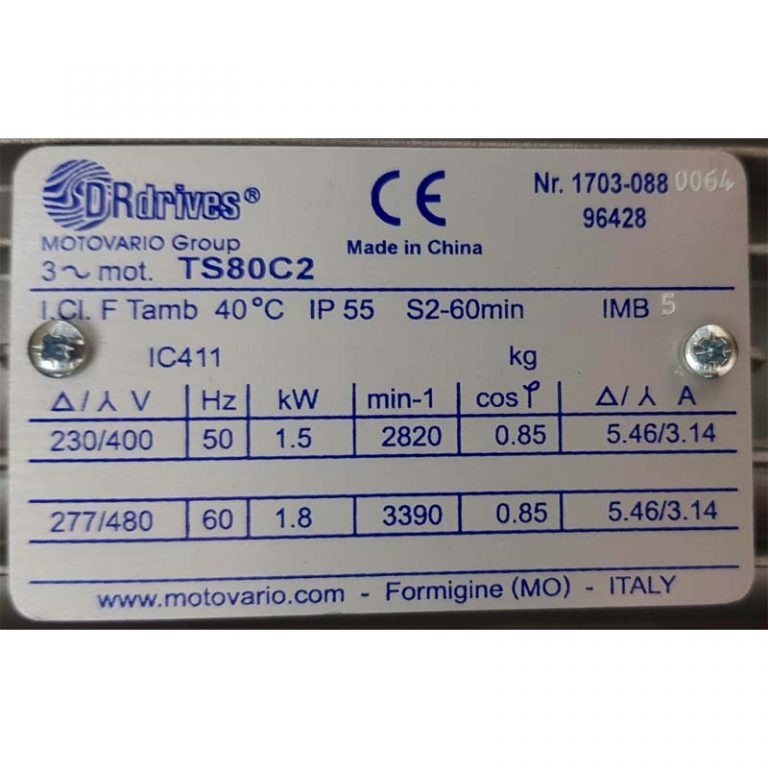 DRdrives®
MOTOVARIO Group
CE
Made in China
Nr. 1703-088 0064
96428
3~ mot. TS80C2
I.Cl. F Tamb 40°C IP 55 S2-60min IMB 5
IC411 kg
Δ/⅄ V Hz kW min-1 cosφ Δ/⅄ A
230/400 50 1.5 2820 0.85 5.46/3.14
277/480 60 1.8 3390 0.85 5.46/3.14
www.motovario.com - Formigine (MO) - ITALY